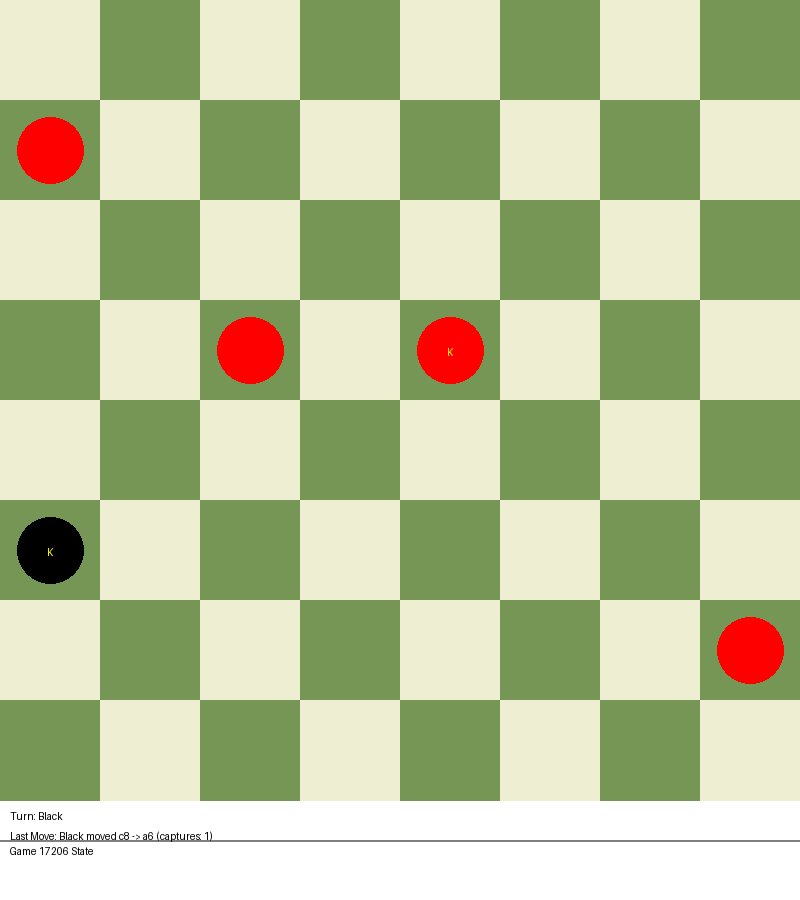 K
K
Turn: Black
Last Move: Black moved c8 -> a6 (captures: 1)
Game 17206 State